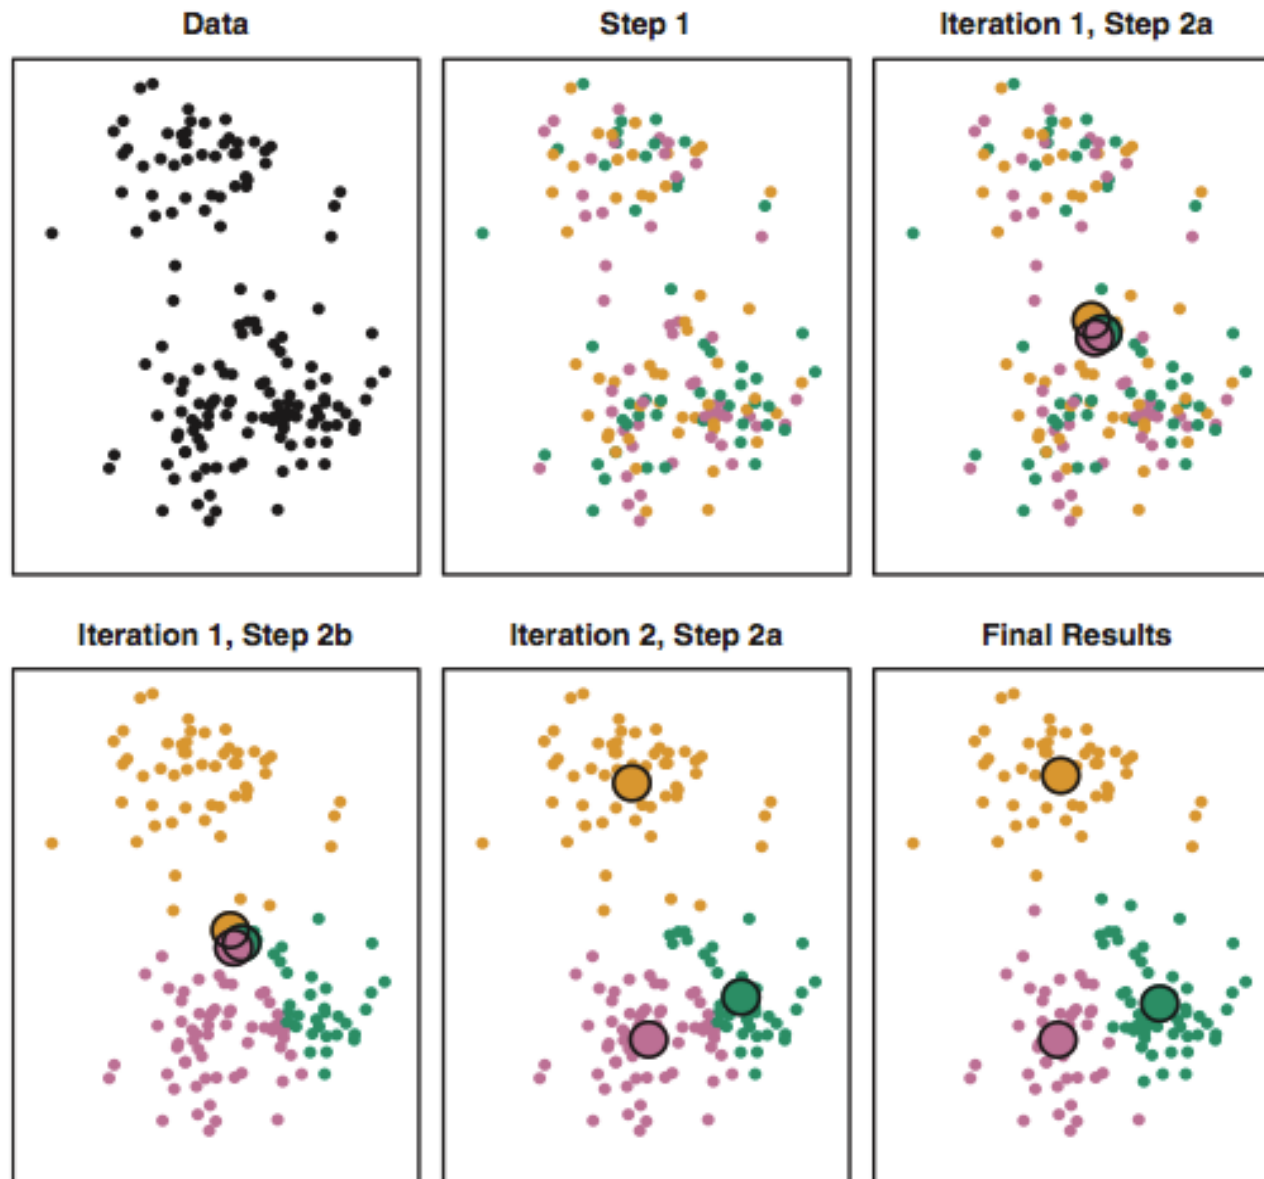 Data
Step 1
Iteration 1, Step 2a
Iteration 1, Step 2b
Iteration 2, Step 2a
Final Results